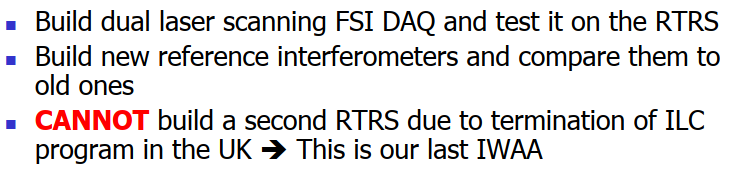 ▪ Build dual laser scanning FSI DAQ and test it on the RTRS
▪ Build new reference interferometers and compare them to
old ones
▪ CANNOT build a second RTRS due to termination of ILC
program in the UK ➔ This is our last IWAA